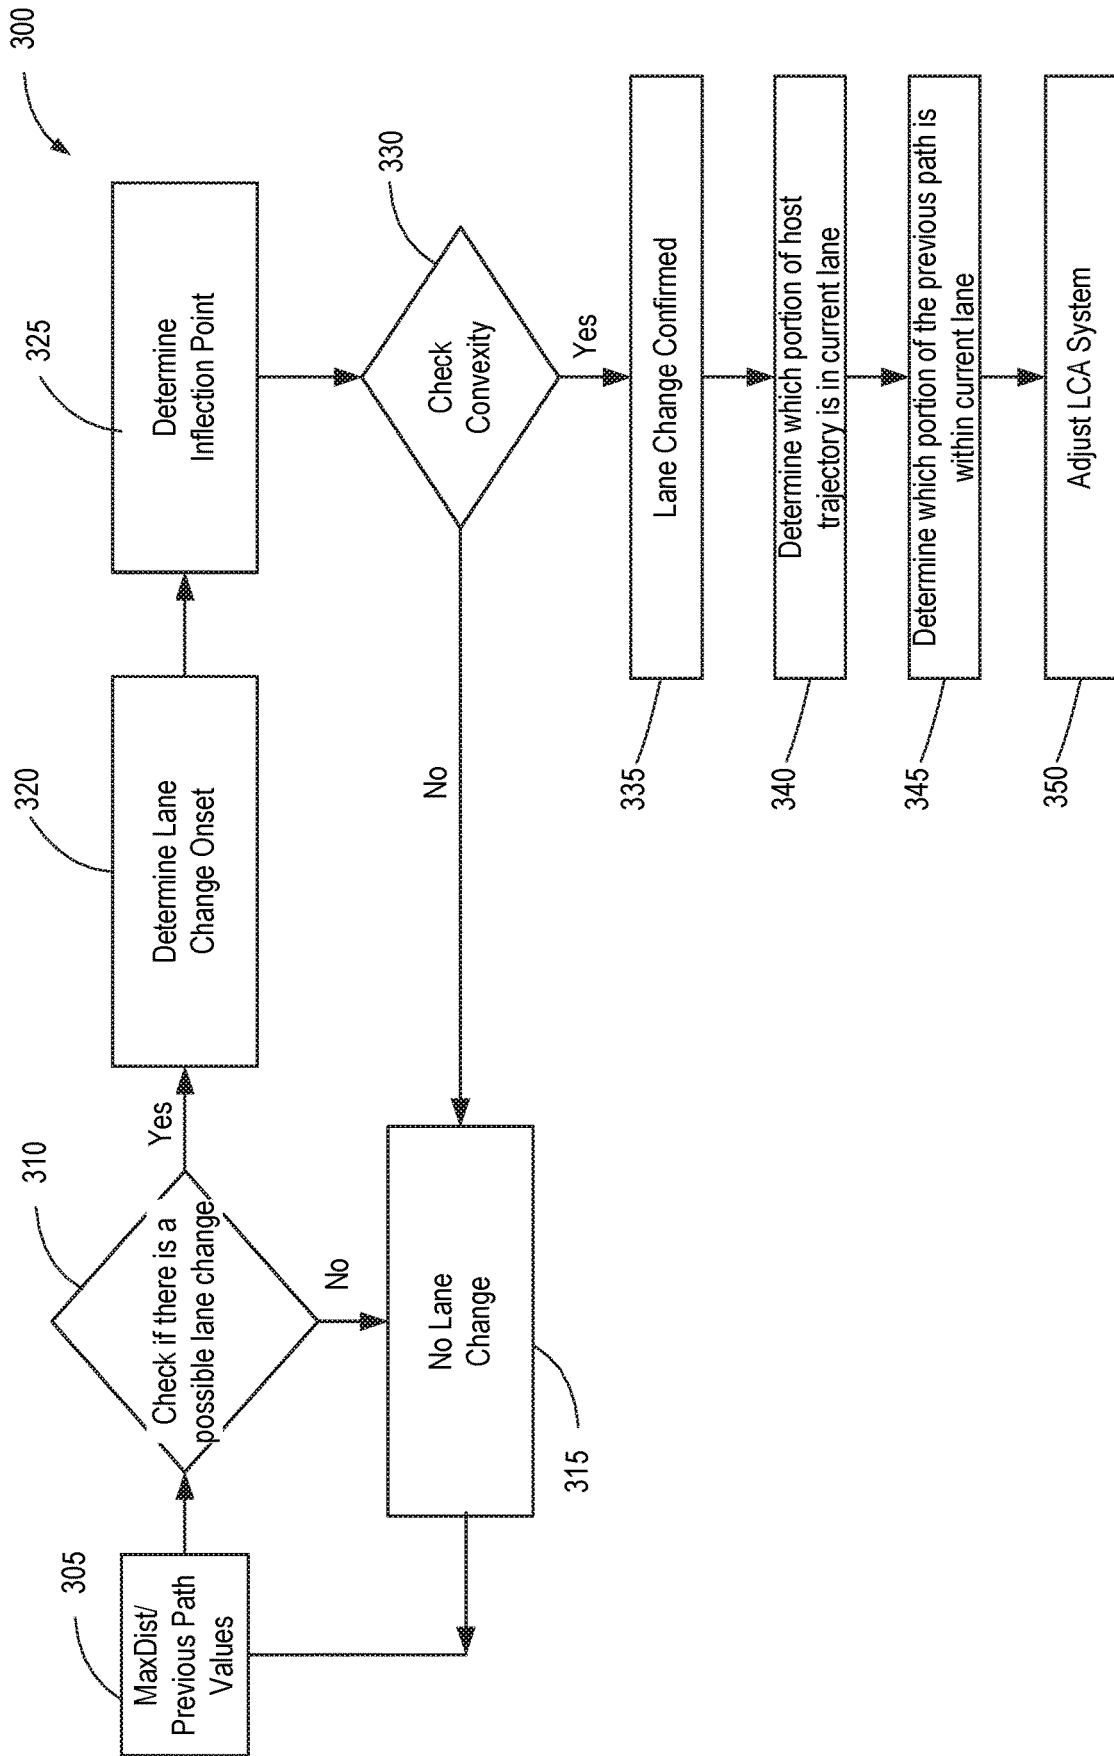 300
305
MaxDist/
Previous Path
Values
310
Check if there is a
possible lane change
Yes
No
315
No Lane
Change
320
Determine Lane
Change Onset
325
Determine
Inflection Point
330
Check
Convexity
No
Yes
335
Lane Change Confirmed
340
Determine which portion of host
trajectory is in current lane
345
Determine which portion of the previous path is
within current lane
350
Adjust LCA System